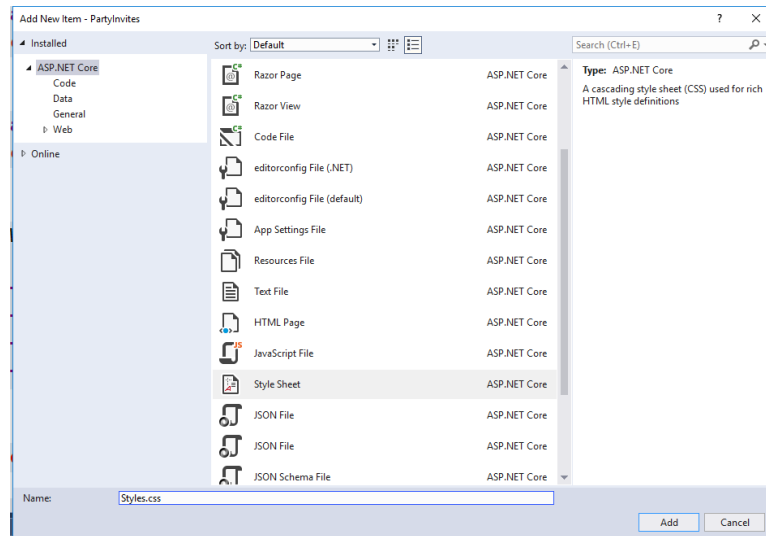 Add New Item - PartyInvites ? ×
Installed
Sort by: Default
Search (Ctrl+E)
ASP.NET Core
Code
Data
General
Web
Online
C# Razor Page ASP.NET Core
C# Razor View ASP.NET Core
C# Code File ASP.NET Core
editorconfig File (.NET) ASP.NET Core
editorconfig File (default) ASP.NET Core
App Settings File ASP.NET Core
Resources File ASP.NET Core
Text File ASP.NET Core
HTML Page ASP.NET Core
JS JavaScript File ASP.NET Core
Style Sheet ASP.NET Core
JSON File ASP.NET Core
JSON File ASP.NET Core
JSON Schema File ASP.NET Core
Type: ASP.NET Core
A cascading style sheet (CSS) used for rich
HTML style definitions
Name: Styles.css
Add Cancel